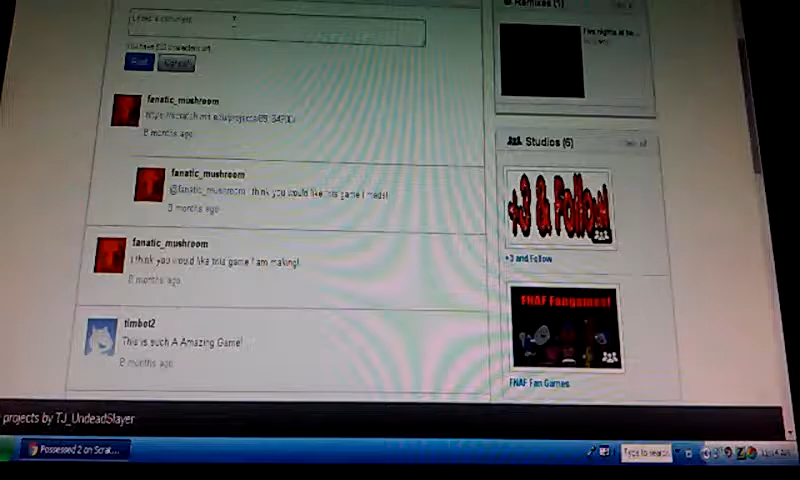 Remixes (1)
Post
Cancel
fanatic_mushroom
8 months ago
Studios (6)
fanatic_mushroom
@fanatic_mushroom I think you would like this game I made!
8 months ago
+3 & Follow!
fanatic_mushroom
I think you would like this game I am making!
8 months ago
+3 and Follow
FNAF Fangames!
timbot2
This is such A Amazing Game!
8 months ago
FNAF Fan Games
projects by TJ_UndeadSlayer
Possessed 2 on Scrat...
Type to search